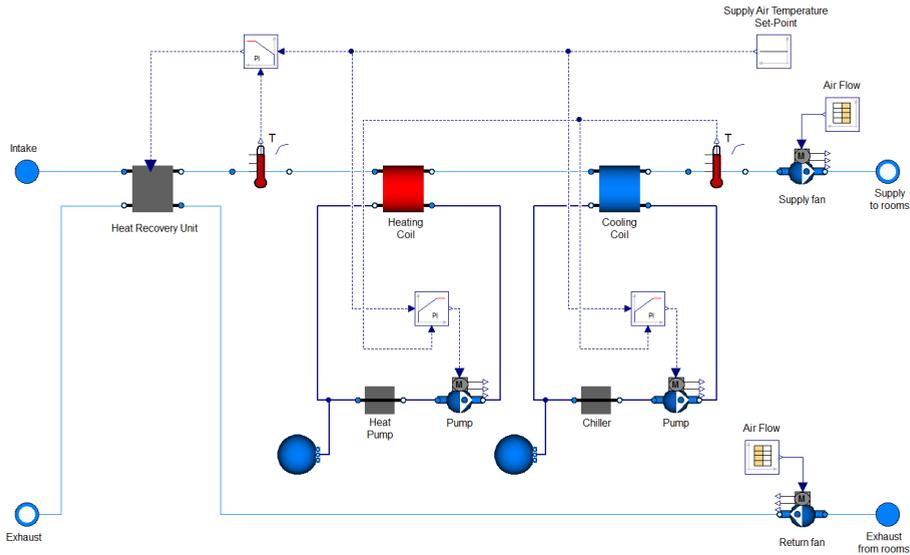 Supply Air Temperature
Set-Point
PI
Air Flow
Intake
T
T
M
Supply
to rooms
Supply fan
Heat Recovery Unit
Heating
Coil
Cooling
Coil
PI
PI
M
M
Heat
Pump
Pump
Chiller
Pump
Air Flow
M
Exhaust
Return fan
Exhaust
from rooms